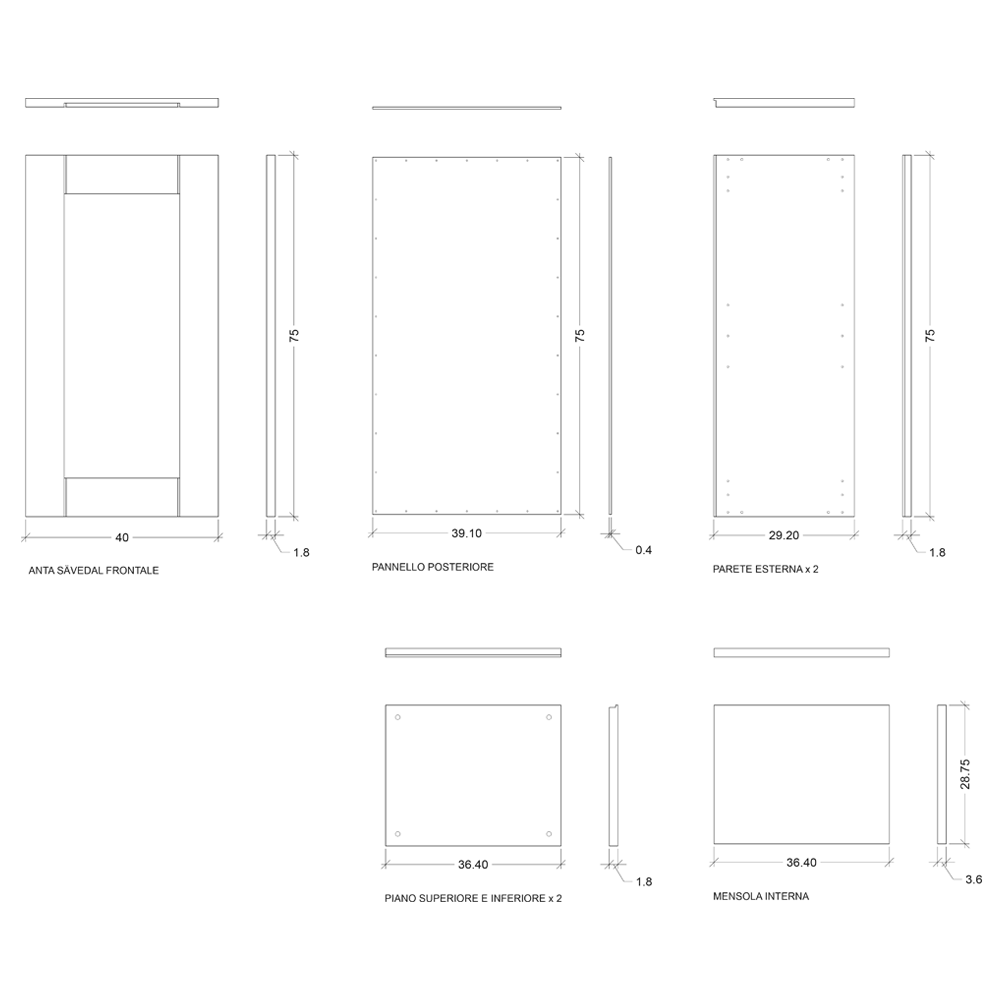 75
40
1.8
ANTA SÄVEDAL FRONTALE
75
39.10
0.4
PANNELLO POSTERIORE
75
29.20
1.8
PARETE ESTERNA x 2
36.40
1.8
PIANO SUPERIORE E INFERIORE x 2
28.75
36.40
3.6
MENSOLA INTERNA